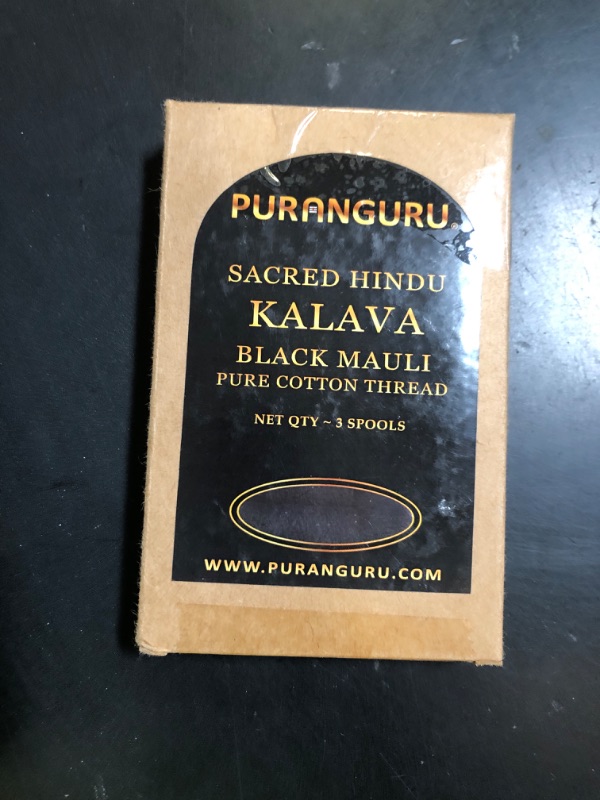 PURANGURU®
SACRED HINDU
KALAVA
BLACK MAULI
PURE COTTON THREAD
NET QTY ~ 3 SPOOLS
WWW.PURANGURU.COM